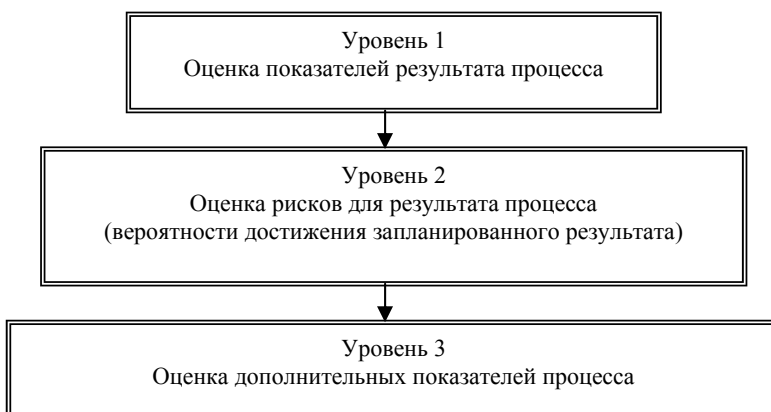 Уровень 1
Оценка показателей результата процесса
Уровень 2
Оценка рисков для результата процесса
(вероятности достижения запланированного результата)
Уровень 3
Оценка дополнительных показателей процесса